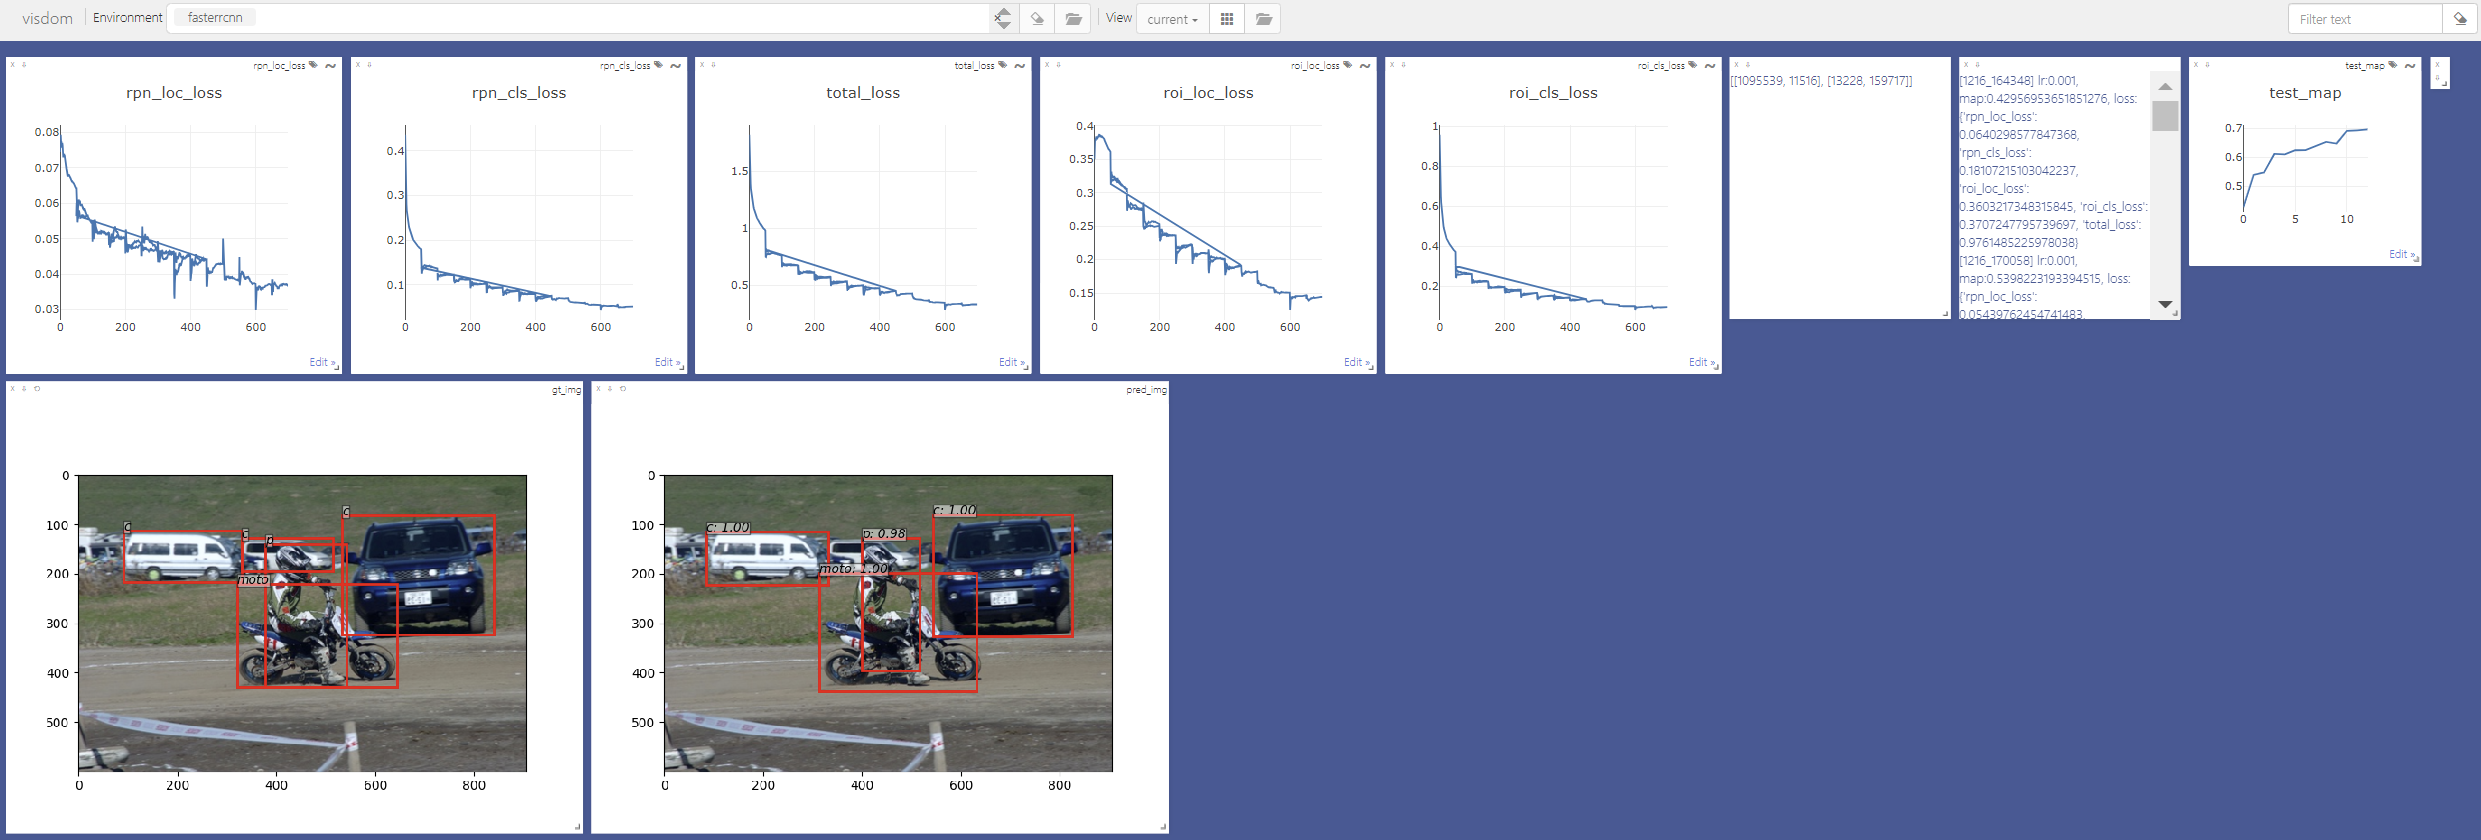 visdom Environment fasterrcnn x View current Filter text
rpn_loc_loss
rpn_loc_loss
0.08
0.07
0.06
0.05
0.04
0.03
0 200 400 600
Edit »
rpn_cls_loss
rpn_cls_loss
0.4
0.3
0.2
0.1
0 200 400 600
Edit »
total_loss
total_loss
1.5
1
0.5
0 200 400 600
Edit »
roi_loc_loss
roi_loc_loss
0.4
0.35
0.3
0.25
0.2
0.15
0 200 400 600
Edit »
roi_cls_loss
roi_cls_loss
1
0.8
0.6
0.4
0.2
0 200 400 600
Edit »
[[1095539, 11516], [13228, 159717]]
[1216_164348] lr:0.001,
map:0.42956953651851276, loss:
{'rpn_loc_loss':
0.0640298577847368,
'rpn_cls_loss':
0.18107215103042237,
'roi_loc_loss':
0.3603217348315845, 'roi_cls_loss':
0.3707247795739697, 'total_loss':
0.9761485225978038}
[1216_170058] lr:0.001,
map:0.5398223193394515, loss:
{'rpn_loc_loss':
0.05439762454741483,
test_map
test_map
0.7
0.6
0.5
0 5 10
Edit »
gt_img
0
100
200
300
400
500
0 200 400 600 800
c
c
p
c
moto
pred_img
0
100
200
300
400
500
0 200 400 600 800
c: 1.00
p: 0.98
c: 1.00
moto: 1.00